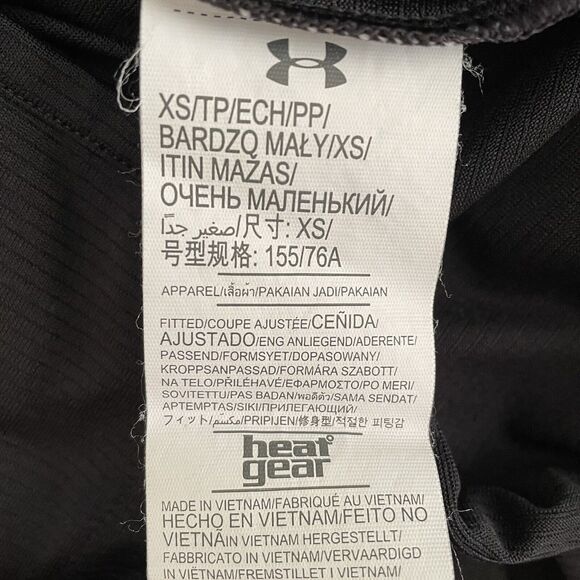 XS/TP/ECH/PP/
BARDZO MAŁY/XS/
ITIN MAŽAS/
ОЧЕНЬ МАЛЕНЬКИЙ/
صغير جداً/尺寸: XS/
号型规格: 155/76A
APPAREL/เสื้อผ้า/PAKAIAN JADI/PAKAIAN
FITTED/COUPE AJUSTÉE/CEÑIDA/
AJUSTADO/ENG ANLIEGEND/ADERENTE/
PASSEND/FORMSYET/DOPASOWANY/
KROPPSANPASSAD/FORMÁRA SZABOTT/
NA TELO/PŘILÉHAVÉ/ΕΦΑΡΜΟΣΤΟ/PO MERI/
SOVITETTU/PAS BADAN/พอดีตัว/SAMA SENDAT/
APTEMPTAS/SIKI/ПРИЛЕГАЮЩИЙ/
フィット/مكسّم/PRIPIJEN/修身型/적절한 피팅감
heat
gear
MADE IN VIETNAM/FABRIQUÉ AU VIETNAM/
HECHO EN VIETNAM/FEITO NO
VIETNÃ/IN VIETNAM HERGESTELLT/
FABBRICATO IN VIETNAM/VERVAARDIGD
IN VIETNAM/FREMSTILLET I VIETNAM/